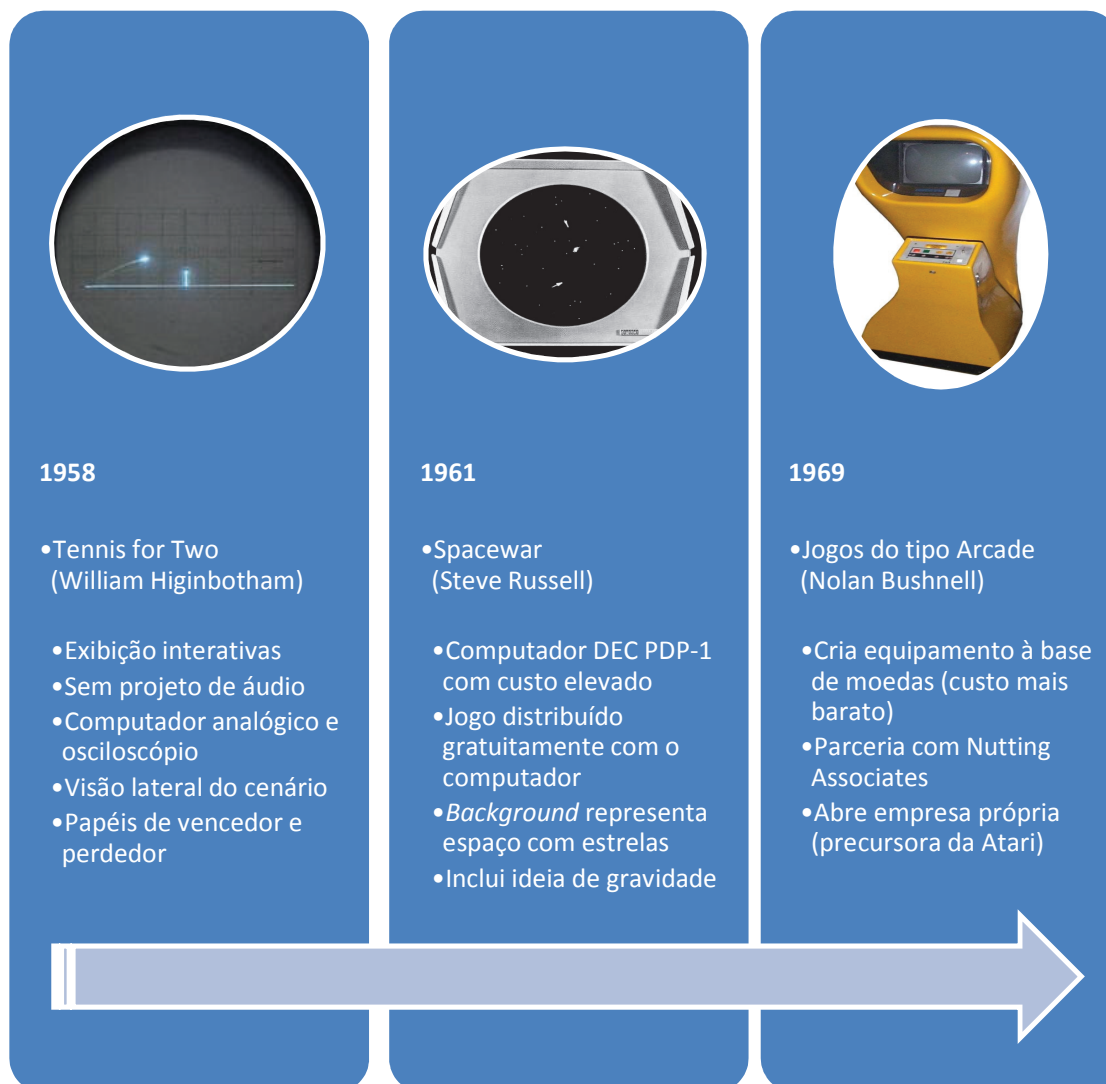 1958
•Tennis for Two
(William Higinbotham)
•Exibição interativas
•Sem projeto de áudio
•Computador analógico e
osciloscópio
•Visão lateral do cenário
•Papéis de vencedor e
perdedor
1961
•Spacewar
(Steve Russell)
•Computador DEC PDP-1
com custo elevado
•Jogo distribuído
gratuitamente com o
computador
•Background representa
espaço com estrelas
•Inclui ideia de gravidade
1969
•Jogos do tipo Arcade
(Nolan Bushnell)
•Cria equipamento à base
de moedas (custo mais
barato)
•Parceria com Nutting
Associates
•Abre empresa própria
(precursora da Atari)